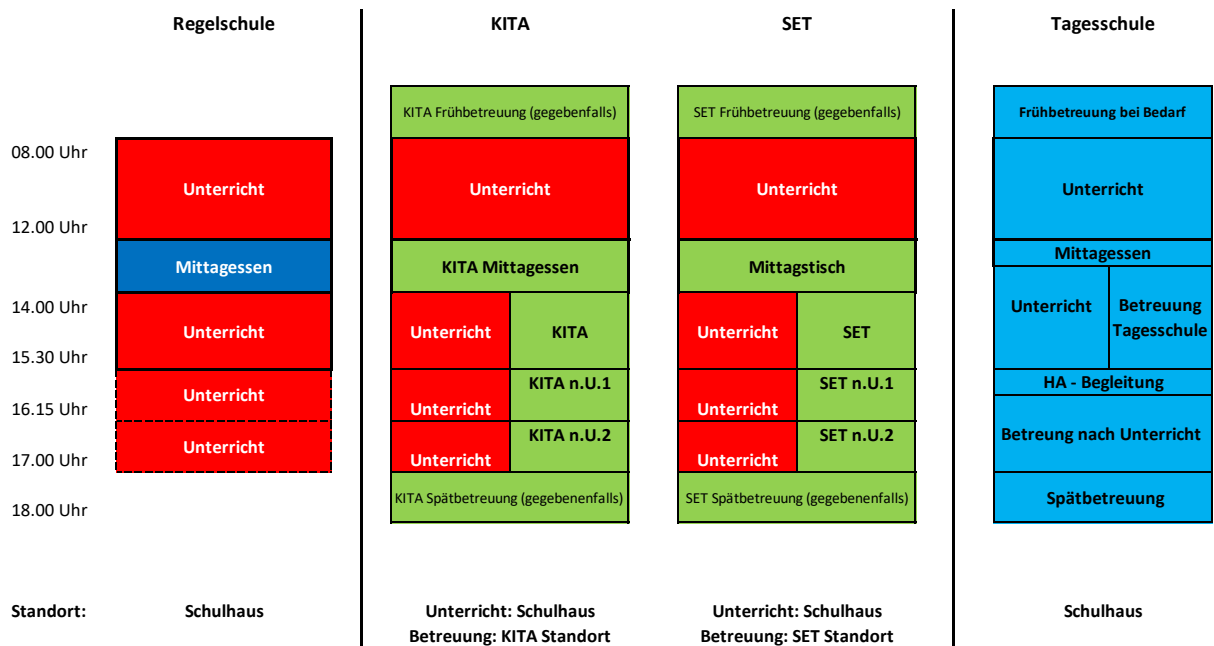 Regelschule
KITA
SET
Tagesschule
KITA Frühbetreuung (gegebenfalls)
SET Frühbetreuung (gegebenfalls)
Frühbetreuung bei Bedarf
08.00 Uhr
Unterricht
Unterricht
Unterricht
Unterricht
12.00 Uhr
Mittagessen
KITA Mittagessen
Mittagstisch
Mittagessen
14.00 Uhr
Unterricht
Unterricht
KITA
Unterricht
SET
Unterricht
Betreuung
Tagesschule
15.30 Uhr
Unterricht
Unterricht
KITA n.U.1
Unterricht
SET n.U.1
HA - Begleitung
16.15 Uhr
Unterricht
Unterricht
KITA n.U.2
Unterricht
SET n.U.2
Betreung nach Unterricht
17.00 Uhr
KITA Spätbetreuung (gegebenenfalls)
SET Spätbetreuung (gegebenenfalls)
Spätbetreuung
18.00 Uhr
Standort:
Schulhaus
Unterricht: Schulhaus
Betreuung: KITA Standort
Unterricht: Schulhaus
Betreuung: SET Standort
Schulhaus